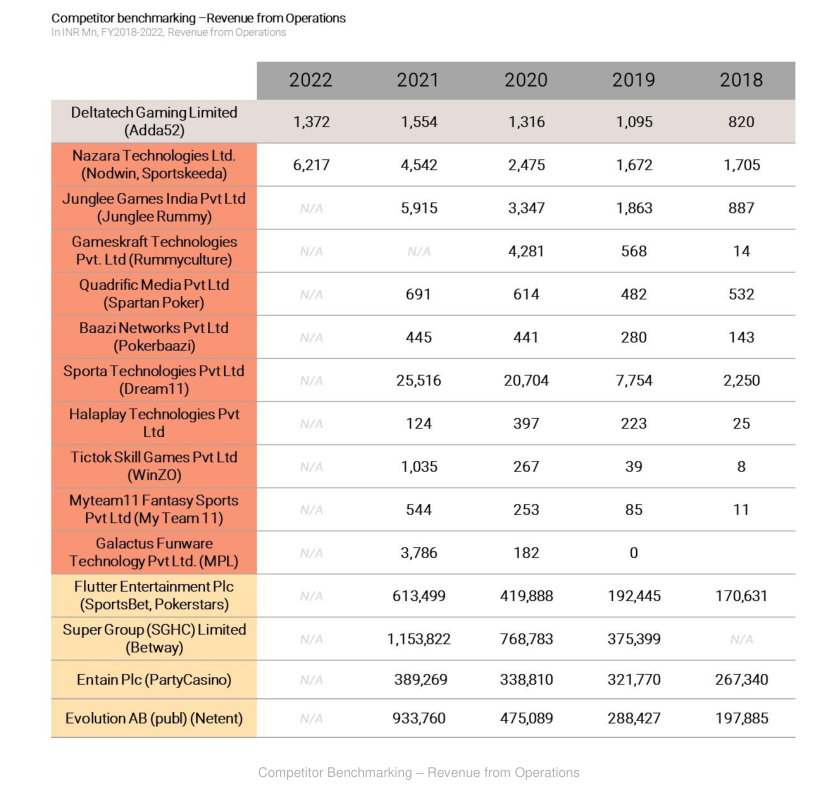 Competitor benchmarking –Revenue from Operations
In INR Mn, FY2018-2022, Revenue from Operations
2022 2021 2020 2019 2018
Deltatech Gaming Limited
(Adda52)
1,372 1,554 1,316 1,095 820
Nazara Technologies Ltd.
(Nodwin, Sportskeeda)
6,217 4,542 2,475 1,672 1,705
Junglee Games India Pvt Ltd
(Junglee Rummy)
N/A 5,915 3,347 1,863 887
Gameskraft Technologies
Pvt. Ltd (Rummyculture)
N/A N/A 4,281 568 14
Quadrific Media Pvt Ltd
(Spartan Poker)
N/A 691 614 482 532
Baazi Networks Pvt Ltd
(Pokerbaazi)
N/A 445 441 280 143
Sporta Technologies Pvt Ltd
(Dream11)
N/A 25,516 20,704 7,754 2,250
Halaplay Technologies Pvt
Ltd
N/A 124 397 223 25
Tictok Skill Games Pvt Ltd
(WinZO)
N/A 1,035 267 39 8
Myteam11 Fantasy Sports
Pvt Ltd (My Team 11)
N/A 544 253 85 11
Galactus Funware
Technology Pvt Ltd. (MPL)
N/A 3,786 182 0
Flutter Entertainment Plc
(SportsBet, Pokerstars)
N/A 613,499 419,888 192,445 170,631
Super Group (SGHC) Limited
(Betway)
N/A 1,153,822 768,783 375,399 N/A
Entain Plc (PartyCasino)
N/A 389,269 338,810 321,770 267,340
Evolution AB (publ) (Netent)
N/A 933,760 475,089 288,427 197,885
Competitor Benchmarking – Revenue from Operations